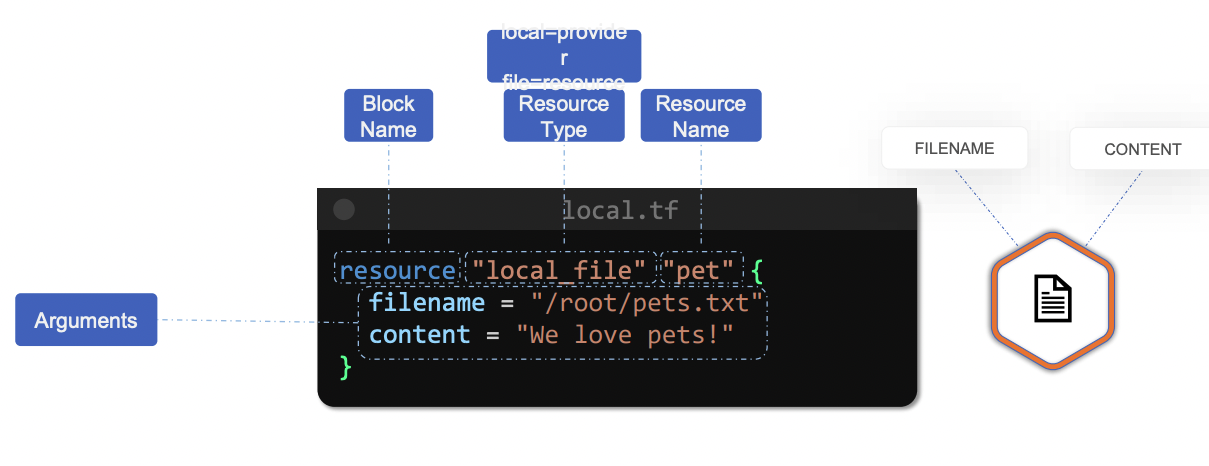 local=provide
r
file=resource
Block
Name
Resource
Type
Resource
Name
FILENAME
CONTENT
local.tf
resource "local_file" "pet" {
filename = "/root/pets.txt"
content = "We love pets!"
}
Arguments